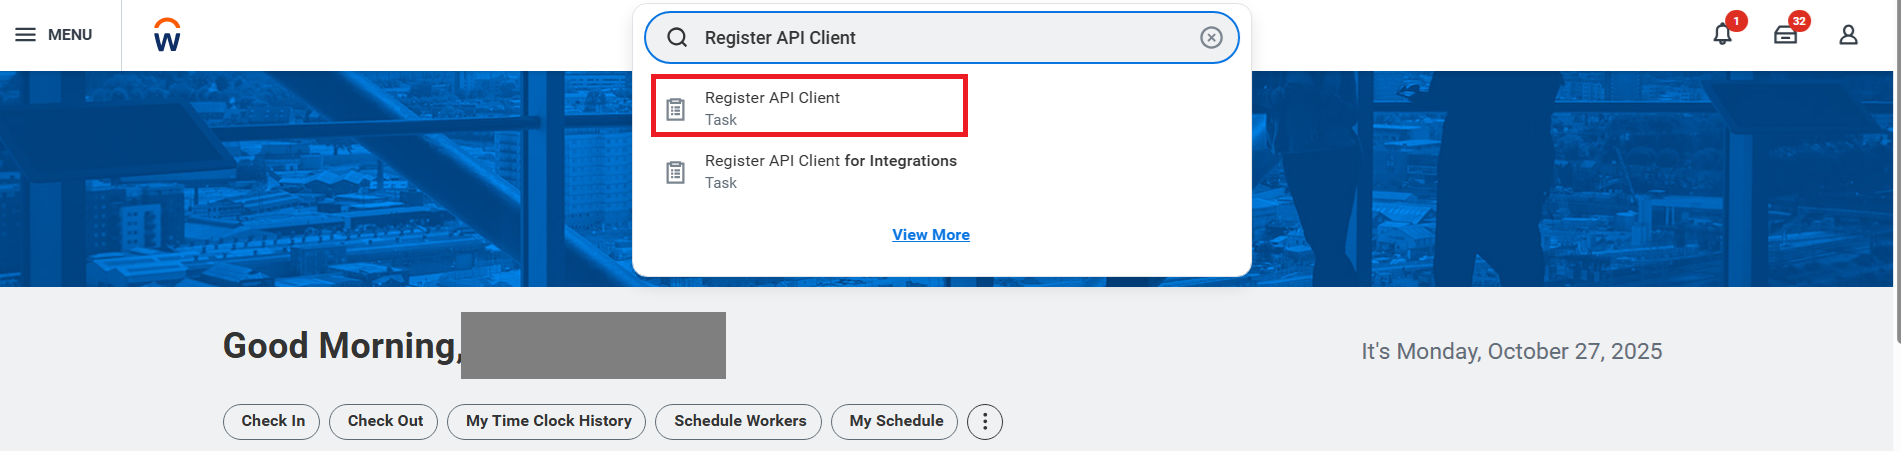 MENU
Register API Client
1
32
Register API Client
Task
Register API Client for Integrations
Task
View More
Good Morning,
It's Monday, October 27, 2025
Check In
Check Out
My Time Clock History
Schedule Workers
My Schedule